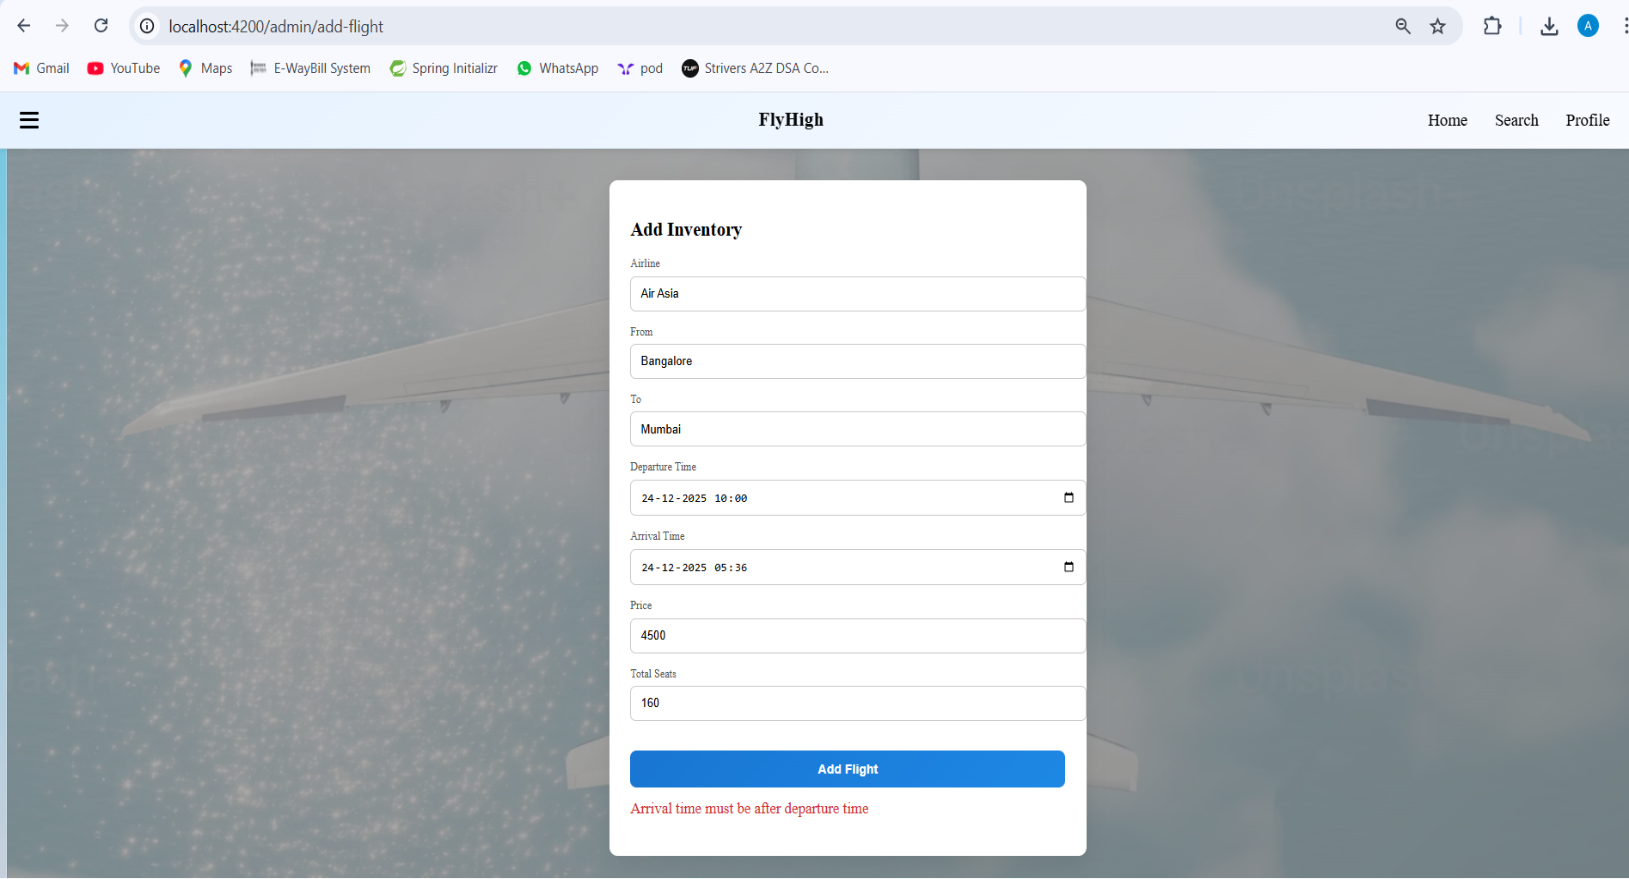 localhost:4200/admin/add-flight
A
Gmail YouTube Maps E-WayBill System Spring Initializr WhatsApp pod TUF Strivers A2Z DSA Co...
FlyHigh
Home Search Profile
Unsplash+
Add Inventory
Airline
Air Asia
From
Bangalore
To
Mumbai
Departure Time
24-12-2025 10:00
Arrival Time
24-12-2025 05:36
Price
4500
Total Seats
160
Add Flight
Arrival time must be after departure time